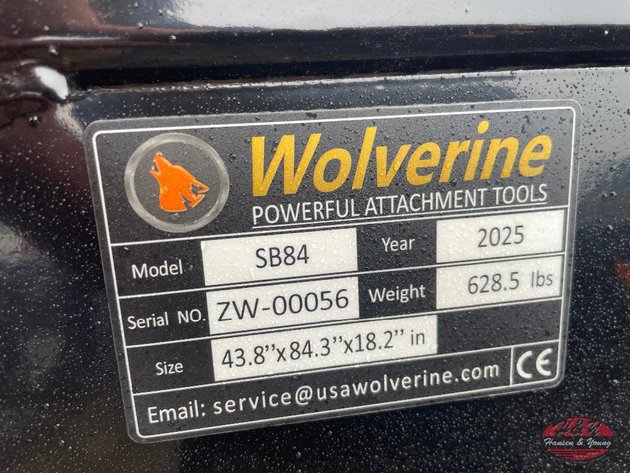 Wolverine
POWERFUL ATTACHMENT TOOLS
Model SB84 Year 2025
Serial NO. ZW-00056 Weight 628.5 lbs
Size 43.8”x84.3”x18.2” in
Email: service@usawolverine.com CE
H&Y
Hansen & Young